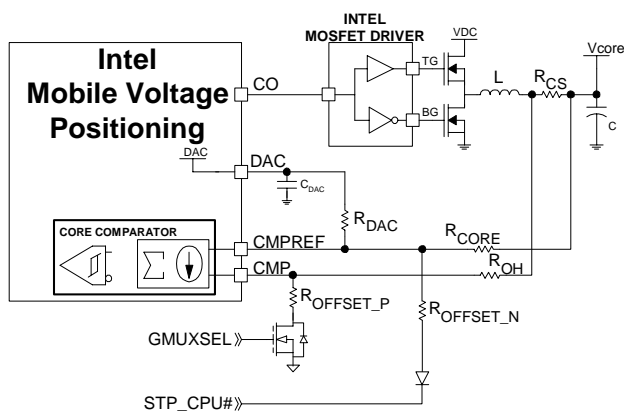 INTEL
MOSFET DRIVER
VDC
Vcore
Intel
Mobile Voltage
Positioning
TG
L
RCS
CO
BG
C
DAC
DAC
CDAC
RDAC
CORE COMPARATOR
RCORE
CMPREF
ROH
CMP
ROFFSET_P
ROFFSET_N
GMUXSEL
STP_CPU#